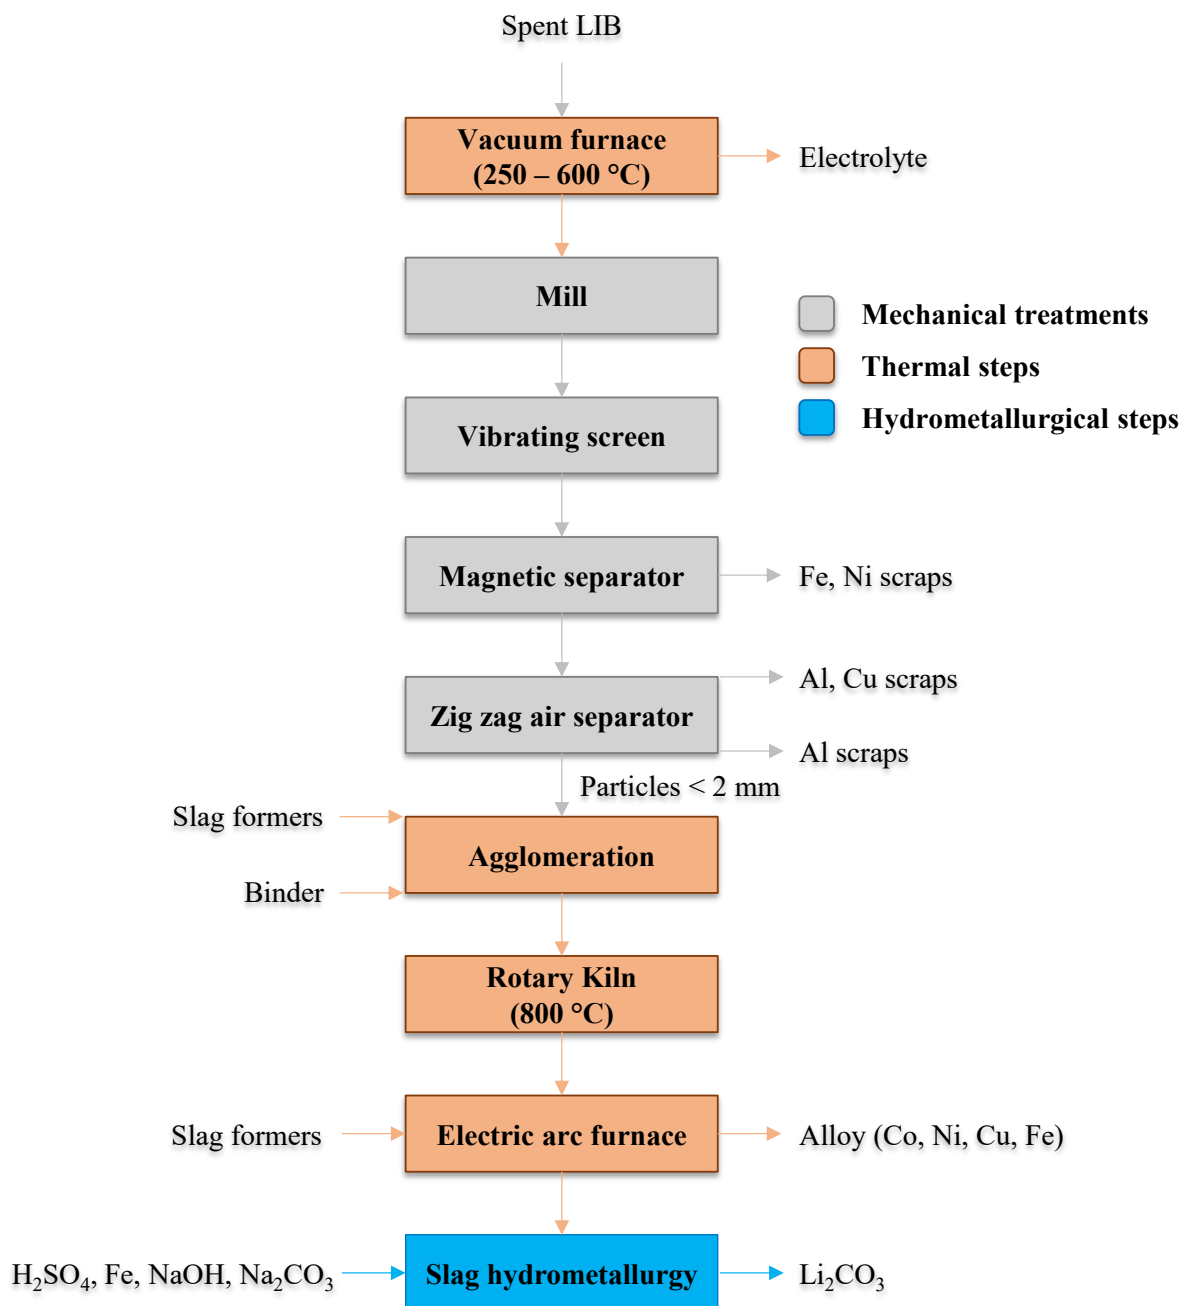 Spent LIB
Vacuum furnace
(250 – 600 °C)
Electrolyte
Mill
Mechanical treatments
Thermal steps
Hydrometallurgical steps
Vibrating screen
Magnetic separator
Fe, Ni scraps
Zig zag air separator
Al, Cu scraps
Al scraps
Particles < 2 mm
Slag formers
Binder
Agglomeration
Rotary Kiln
(800 °C)
Slag formers
Electric arc furnace
Alloy (Co, Ni, Cu, Fe)
H₂SO₄, Fe, NaOH, Na₂CO₃
Slag hydrometallurgy
Li₂CO₃